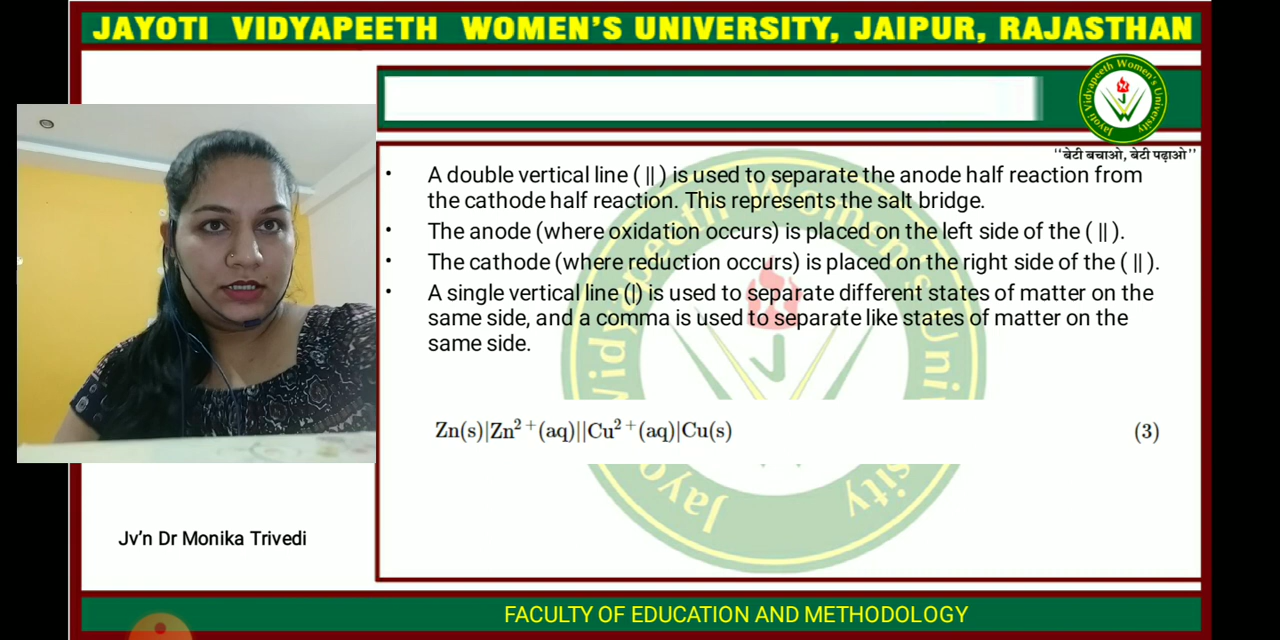 JAYOTI VIDYAPEETH WOMEN'S UNIVERSITY, JAIPUR, RAJASTHAN
Jayoti Vidyapeeth Women's University
"बेटी बचाओ, बेटी पढ़ाओ"
• A double vertical line ( || ) is used to separate the anode half reaction from
the cathode half reaction. This represents the salt bridge.
• The anode (where oxidation occurs) is placed on the left side of the ( || ).
• The cathode (where reduction occurs) is placed on the right side of the ( || ).
• A single vertical line (|) is used to separate different states of matter on the
same side, and a comma is used to separate like states of matter on the
same side.
Zn(s)|Zn²⁺(aq)||Cu²⁺(aq)|Cu(s) (3)
Jv'n Dr Monika Trivedi
FACULTY OF EDUCATION AND METHODOLOGY